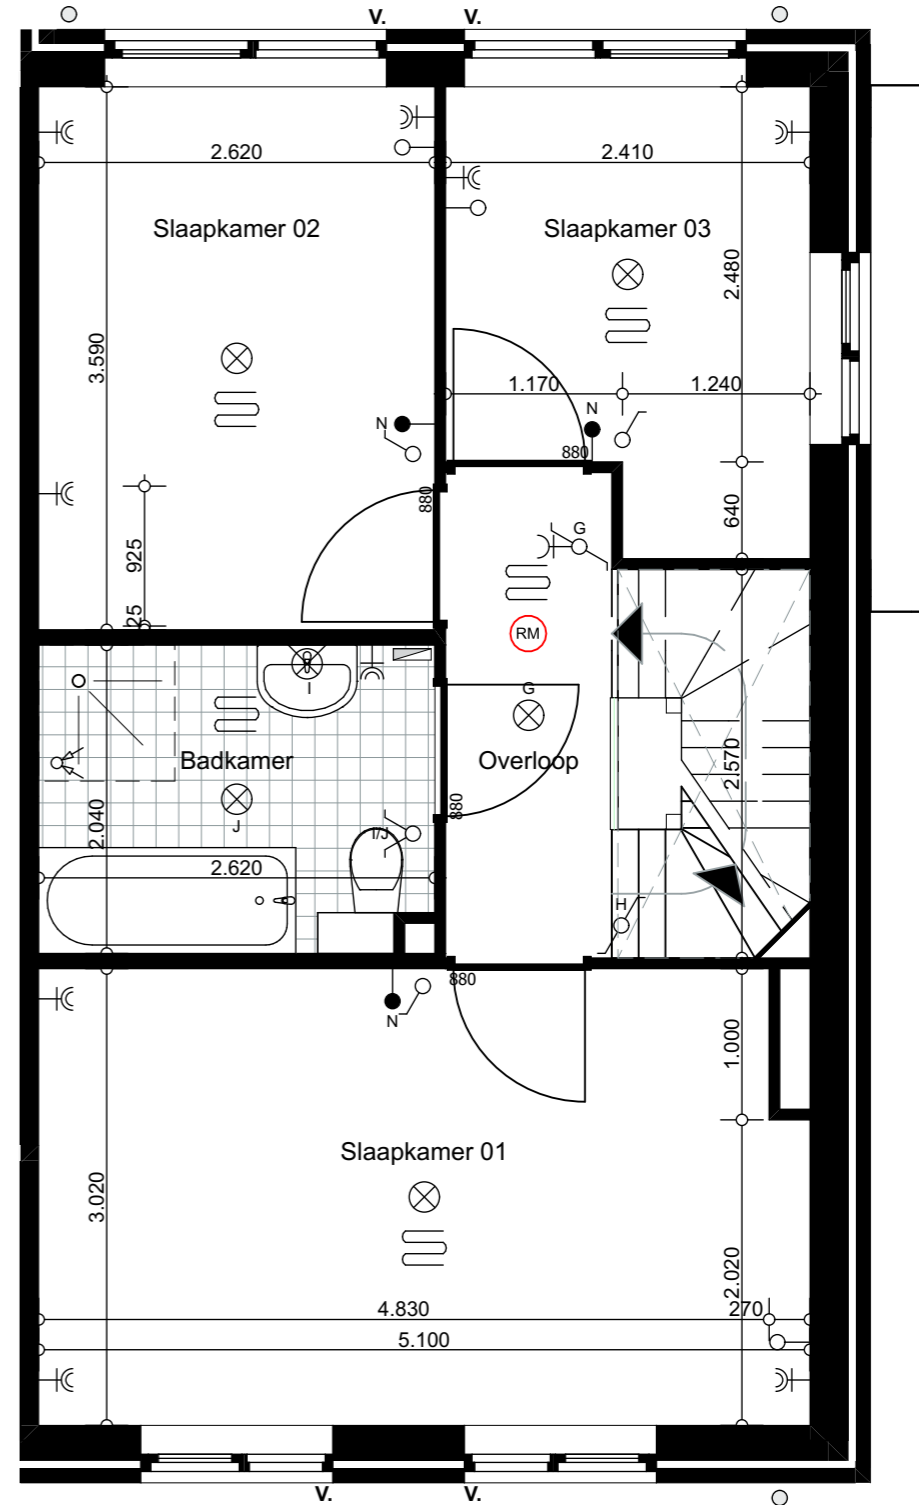 V.
V.
2.620
2.410
Slaapkamer 02
Slaapkamer 03
2.480
3.590
1.170
1.240
N
N
880
880
640
G
925
25
RM
I
G
Badkamer
Overloop
2.570
J
880
I/J
2.040
2.620
H
880
N
1.000
Slaapkamer 01
3.020
2.020
4.830
270
5.100
V.
V.